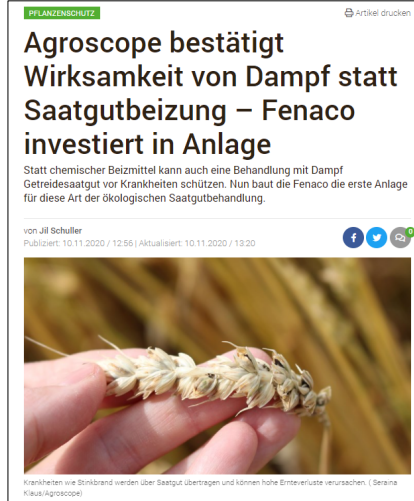 PFLANZENSCHUTZ
Artikel drucken
Agroscope bestätigt
Wirksamkeit von Dampf statt
Saatgutbeizung – Fenaco
investiert in Anlage
Statt chemischer Beizmittel kann auch eine Behandlung mit Dampf
Getreidesaatgut vor Krankheiten schützen. Nun baut die Fenaco die erste Anlage
für diese Art der ökologischen Saatgutbehandlung.
von Jil Schuller
Publiziert: 10.11.2020 / 12:56 | Aktualisiert: 10.11.2020 / 13:20
0
Krankheiten wie Stinkbrand werden über Saatgut übertragen und können hohe Ernteverluste verursachen. ( Seraina
Klaus/Agroscope)